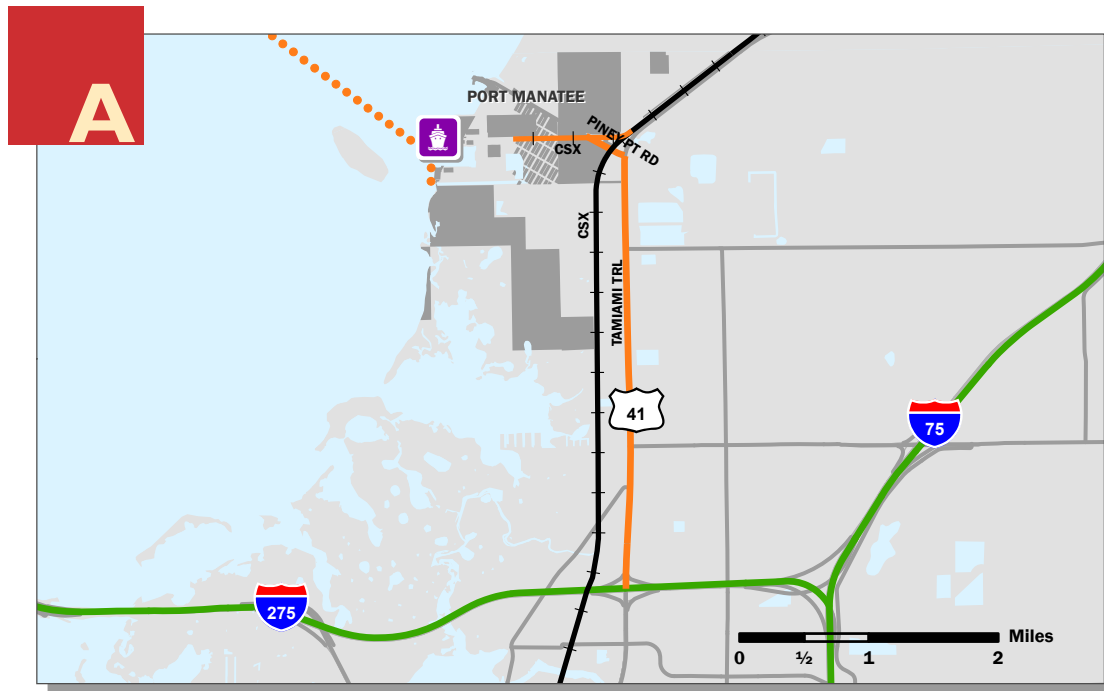 A
PORT MANATEE
PINEY PT RD
CSX
CSX
TAMIAMI TRL
41
75
275
Miles
0 ½ 1 2